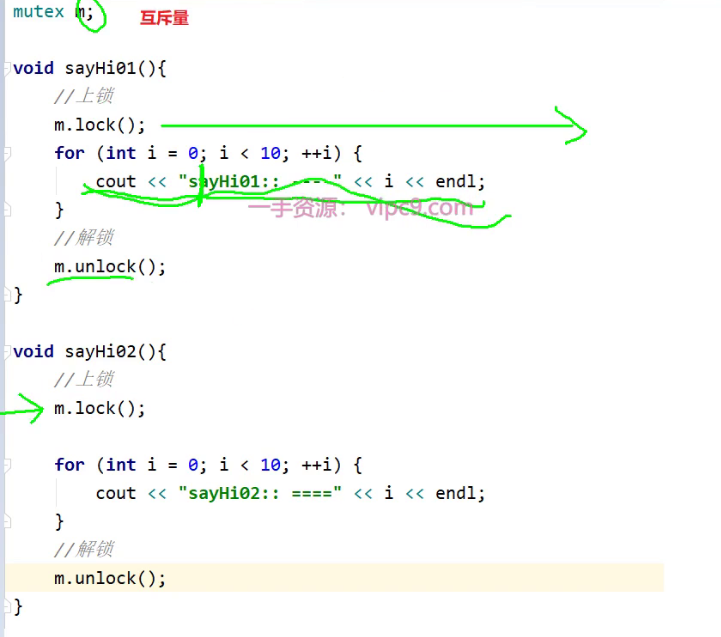 mutex m; 互斥量
void sayHi01(){
//上锁
m.lock();
for (int i = 0; i < 10; ++i) {
cout << "sayHi01:: ----" << i << endl;
一手资源： vipc9.com
}
//解锁
m.unlock();
}
void sayHi02(){
//上锁
m.lock();
for (int i = 0; i < 10; ++i) {
cout << "sayHi02:: ====" << i << endl;
}
//解锁
m.unlock();
}